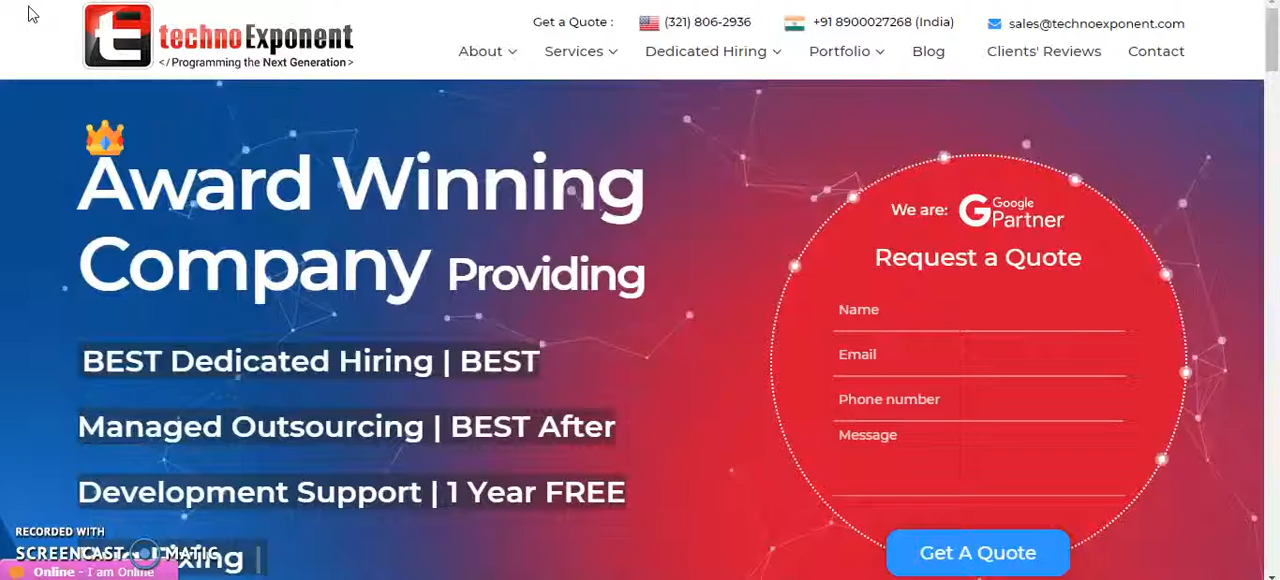 technoExponent
</Programming the Next Generation>
Get a Quote : (321) 806-2936 +91 8900027268 (India) sales@technoexponent.com
About Services Dedicated Hiring Portfolio Blog Clients' Reviews Contact
Award Winning
Company Providing
BEST Dedicated Hiring | BEST
Managed Outsourcing | BEST After
Development Support | 1 Year FREE
We are: Google Partner
Request a Quote
Name
Email
Phone number
Message
Get A Quote
RECORDED WITH
SCREENCAST MATIC
Online - I am Online